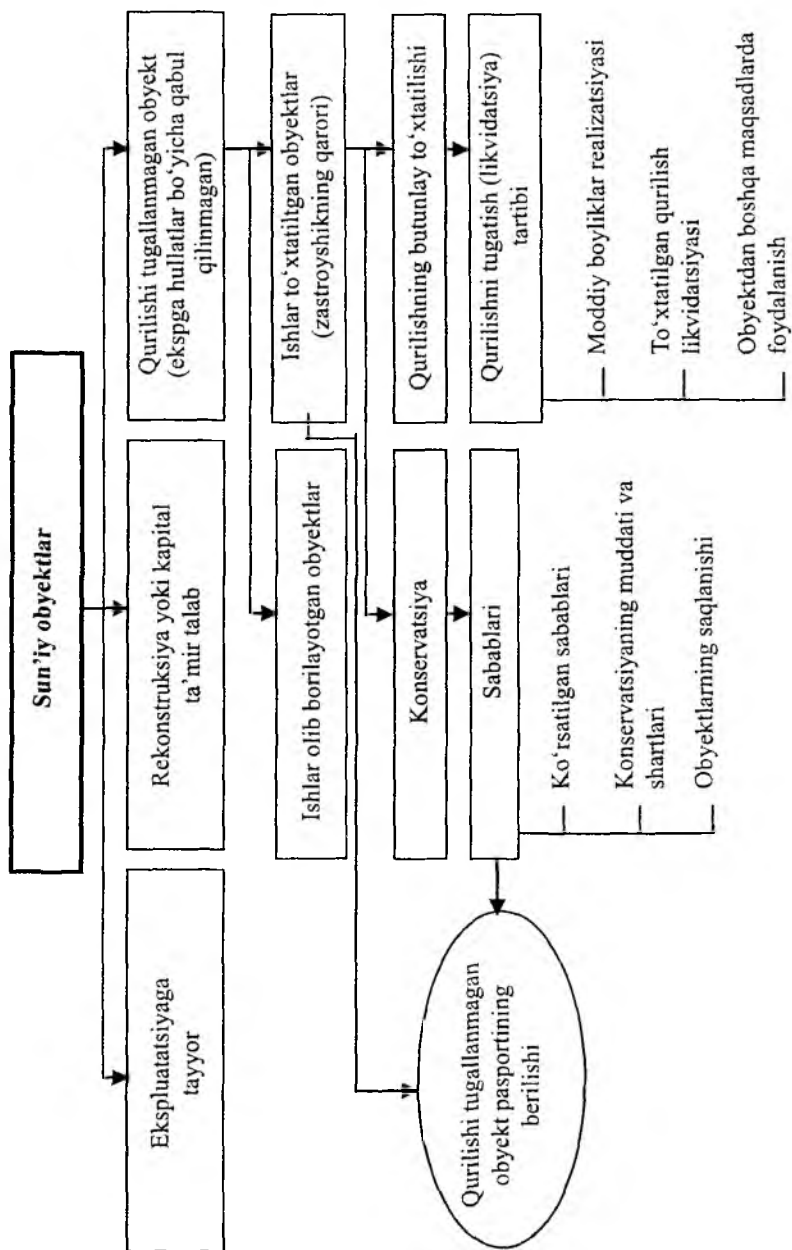 Sun’iy obyektlar
Ekspluatatsiyaga
tayyor
Rekonstruksiya yoki kapital
ta’mir talab
Qurilishi tugallanmagan obyekt
(ekspga hullatlar bo‘yicha qabul
qilinmagan)
Ishlar olib borilayotgan obyektlar
Ishlar to‘xtatiltgan obyektlar
(zastroyshikning qarori)
Konservatsiya
Qurilishning butunlay to‘xtatilishi
Sabablari
Qurilishni tugatish (likvidatsiya)
tartibi
Qurilishi tugallanmagan
obyekt pasportining
berilishi
Ko‘rsatilgan sabablari
Konservatsiyaning muddati va
shartlari
Obyektlarning saqlanishi
Moddiy boyliklar realizatsiyasi
To‘xtatilgan qurilish
likvidatsiyasi
Obyektdan boshqa maqsadlarda
foydalanish